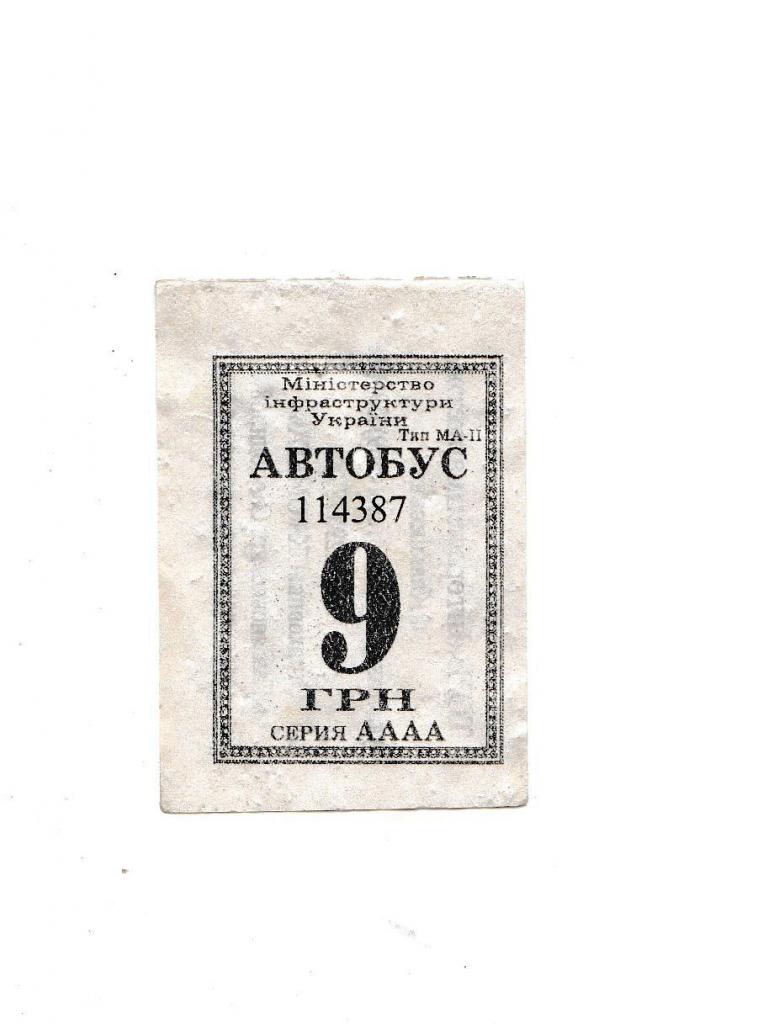 Міністерство
інфраструктури
України
Тип МА-ІІ
АВТОБУС
114387
9
ГРН
СЕРИЯ АААА